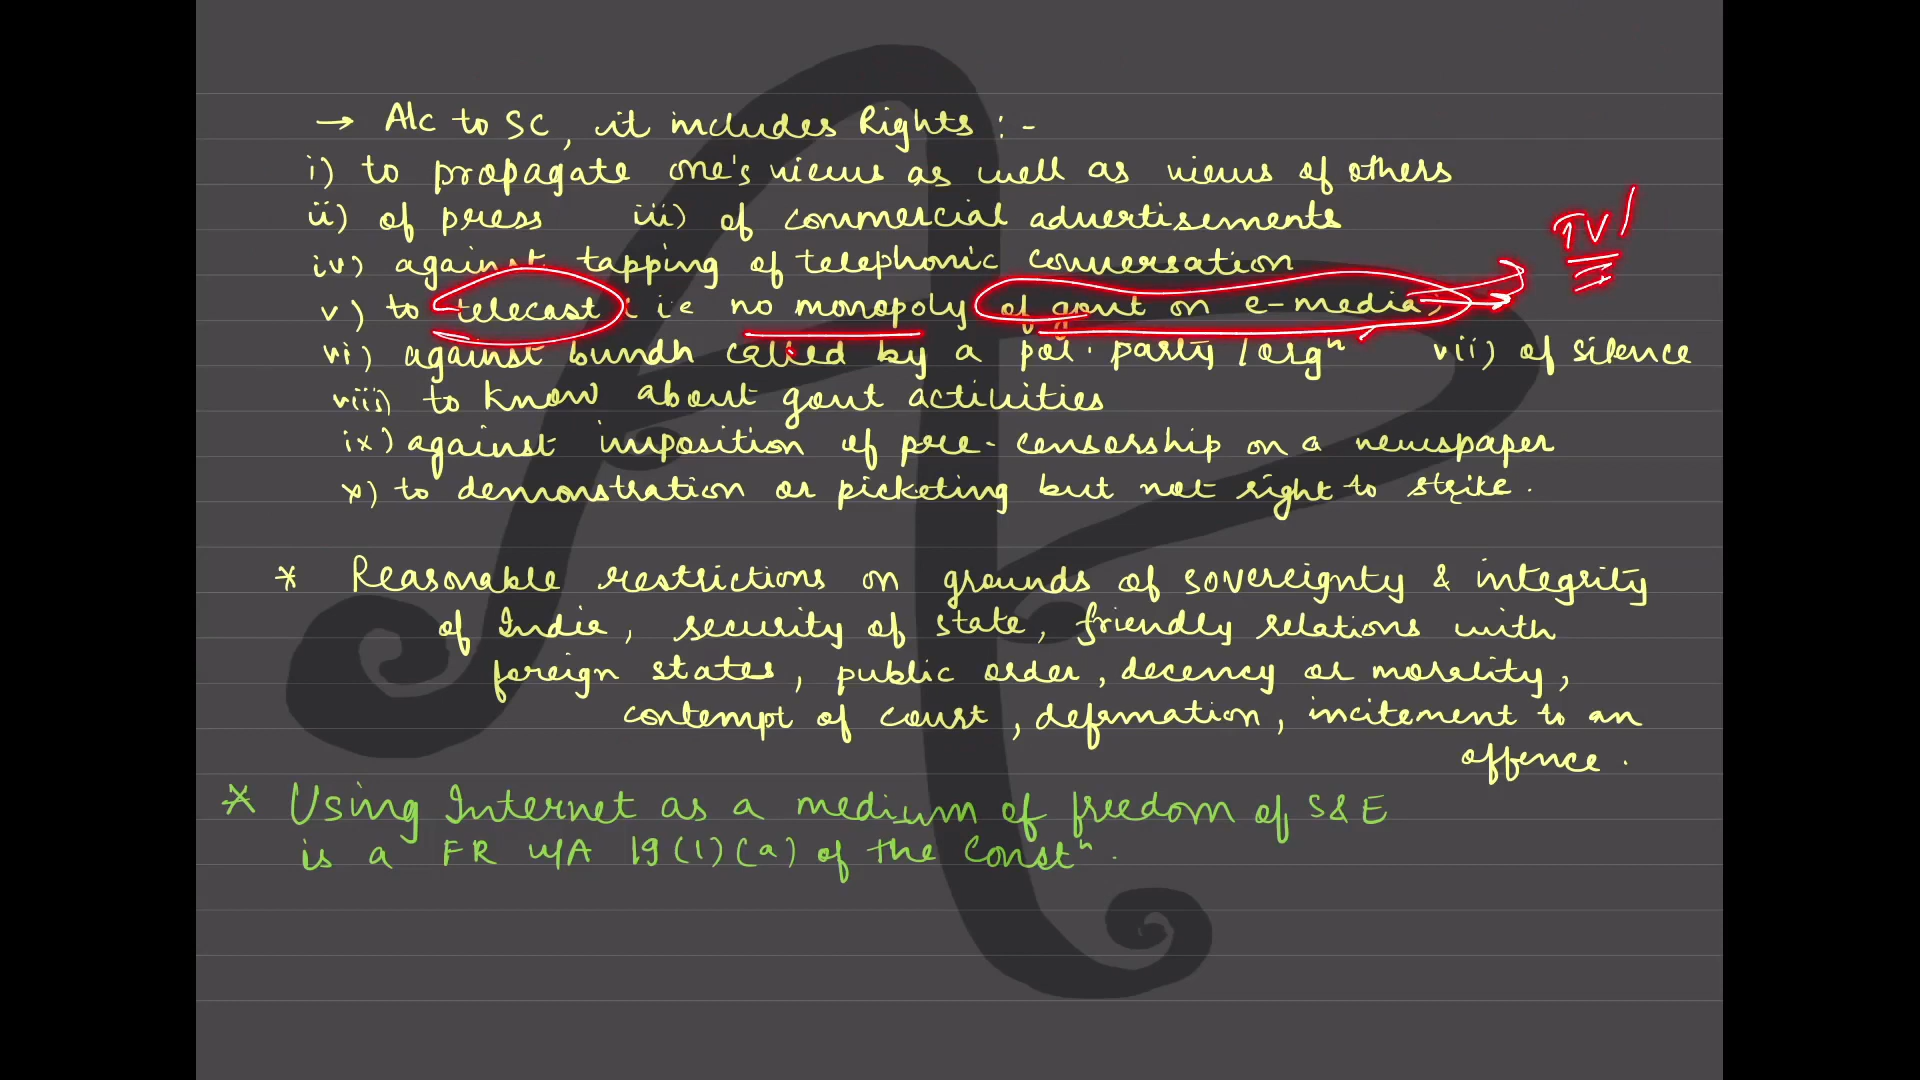 → A/c to SC, it includes Rights :-
i) to propagate one's views as well as views of others
ii) of press iii) of commercial advertisements
TV/
iv) against tapping of telephonic conversation
v) to telecast i.e no monopoly of govt on e-media;
vi) against bundh called by a pol. party / orgⁿ vii) of silence
viii) to know about govt activities
ix) against imposition of pre-censorship on a newspaper
x) to demonstration or picketing but not right to strike.
* Reasonable restrictions on grounds of sovereignty & integrity
of India, security of state, friendly relations with
foreign states, public order, decency or morality,
contempt of court, defamation, incitement to an
offence.
* Using Internet as a medium of freedom of S&E
is a FR u/A 19(1)(a) of the Constⁿ.